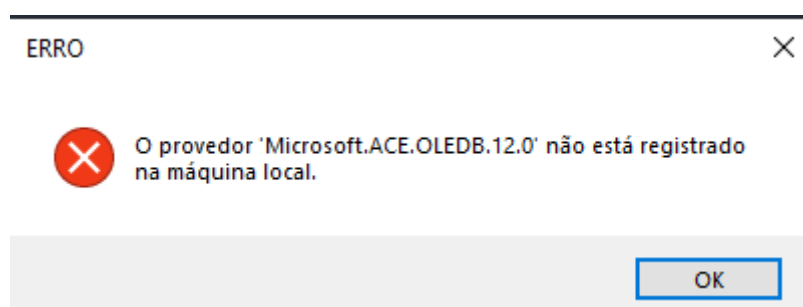 ERRO
O provedor 'Microsoft.ACE.OLEDB.12.0' não está registrado
na máquina local.
OK